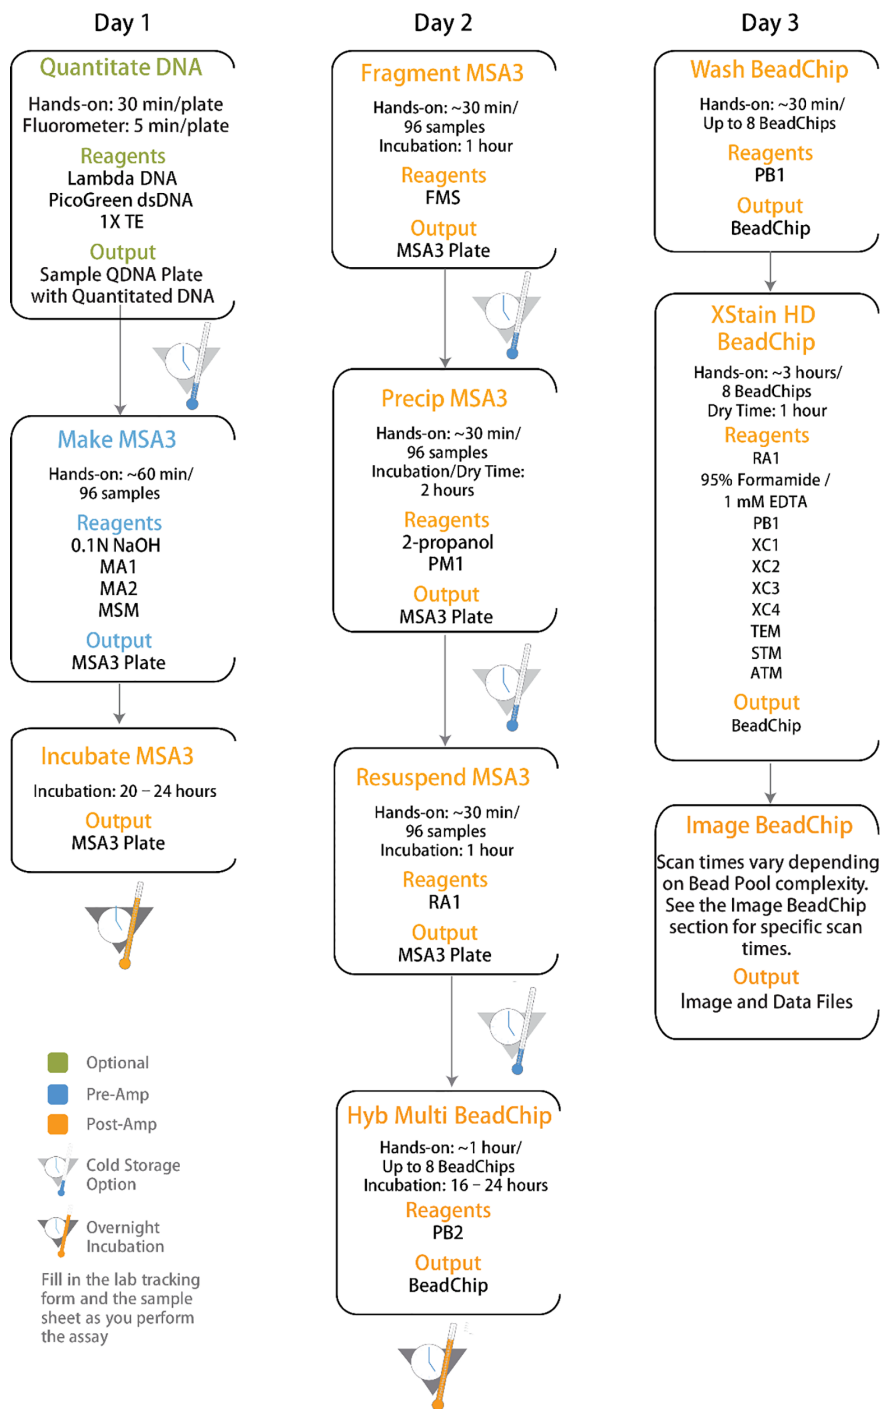 Day 1
Quantitate DNA
Hands-on: 30 min/plate
Fluorometer: 5 min/plate
Reagents
Lambda DNA
PicoGreen dsDNA
1X TE
Output
Sample QDNA Plate
with Quantitated DNA
Make MSA3
Hands-on: ~60 min/
96 samples
Reagents
0.1N NaOH
MA1
MA2
MSM
Output
MSA3 Plate
Incubate MSA3
Incubation: 20 – 24 hours
Output
MSA3 Plate
Optional
Pre-Amp
Post-Amp
Cold Storage
Option
Overnight
Incubation
Fill in the lab tracking
form and the sample
sheet as you perform
the assay
Day 2
Fragment MSA3
Hands-on: ~30 min/
96 samples
Incubation: 1 hour
Reagents
FMS
Output
MSA3 Plate
Precip MSA3
Hands-on: ~30 min/
96 samples
Incubation/Dry Time:
2 hours
Reagents
2-propanol
PM1
Output
MSA3 Plate
Resuspend MSA3
Hands-on: ~30 min/
96 samples
Incubation: 1 hour
Reagents
RA1
Output
MSA3 Plate
Hyb Multi BeadChip
Hands-on: ~1 hour/
Up to 8 BeadChips
Incubation: 16 – 24 hours
Reagents
PB2
Output
BeadChip
Day 3
Wash BeadChip
Hands-on: ~30 min/
Up to 8 BeadChips
Reagents
PB1
Output
BeadChip
XStain HD
BeadChip
Hands-on: ~3 hours/
8 BeadChips
Dry Time: 1 hour
Reagents
RA1
95% Formamide /
1 mM EDTA
PB1
XC1
XC2
XC3
XC4
TEM
STM
ATM
Output
BeadChip
Image BeadChip
Scan times vary depending
on Bead Pool complexity.
See the Image BeadChip
section for specific scan
times.
Output
Image and Data Files